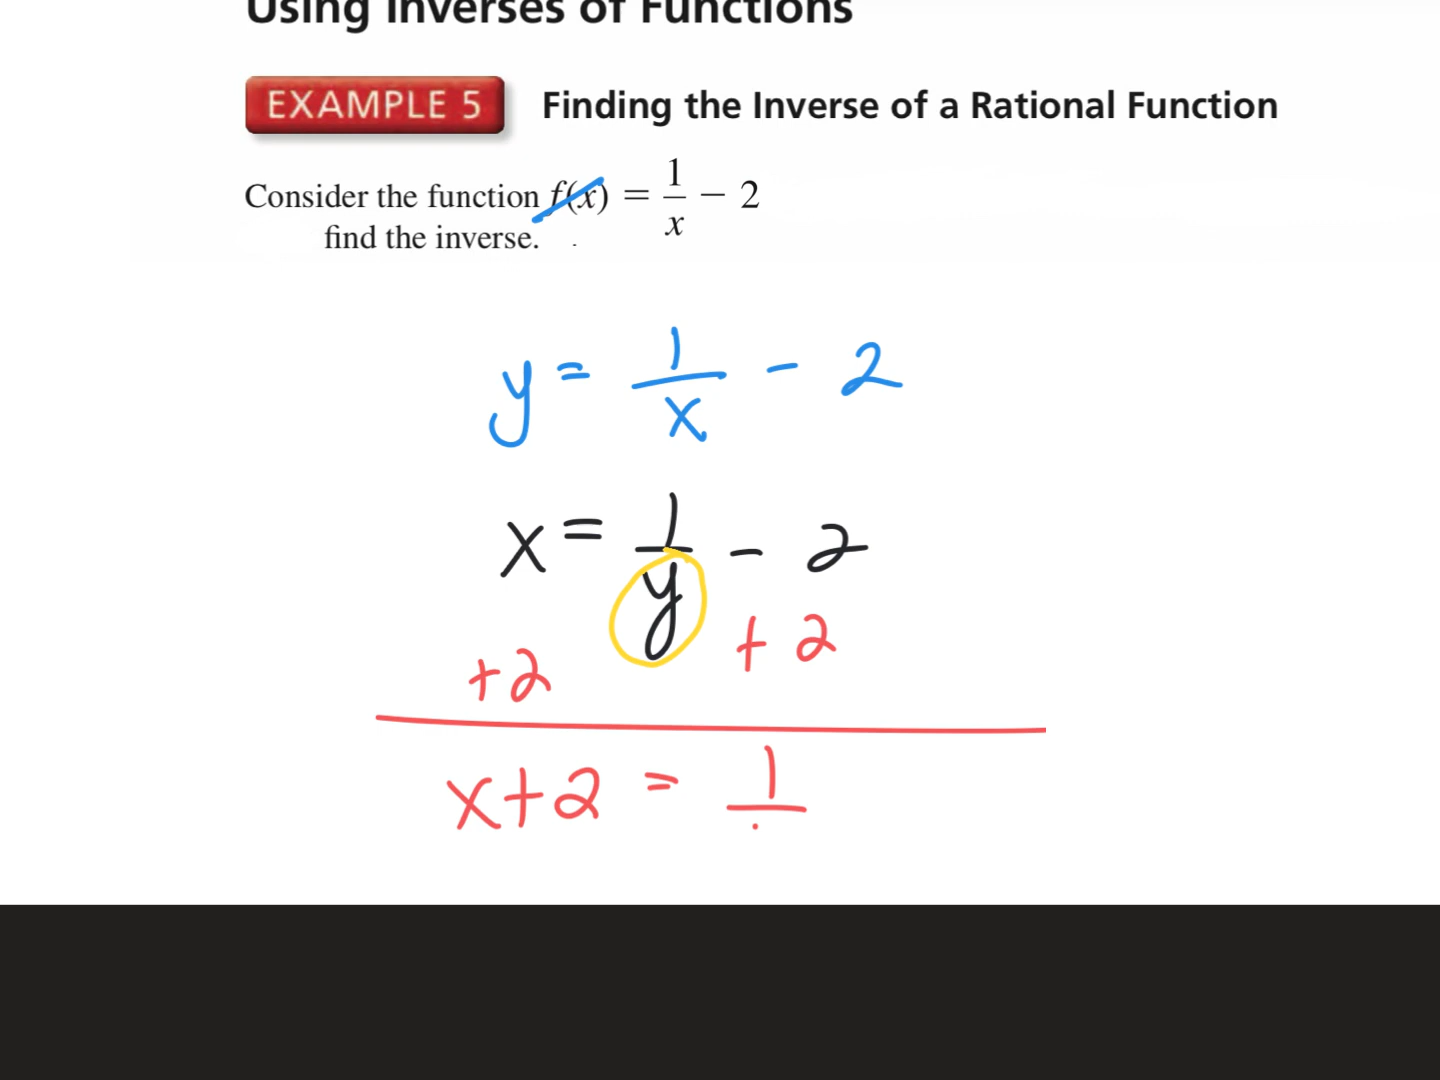 Using Inverses of Functions
EXAMPLE 5 Finding the Inverse of a Rational Function
Consider the function f(x) = 1/x − 2
find the inverse.
y = 1/x - 2
x = 1/y - 2
+2 +2
x+2 = 1/